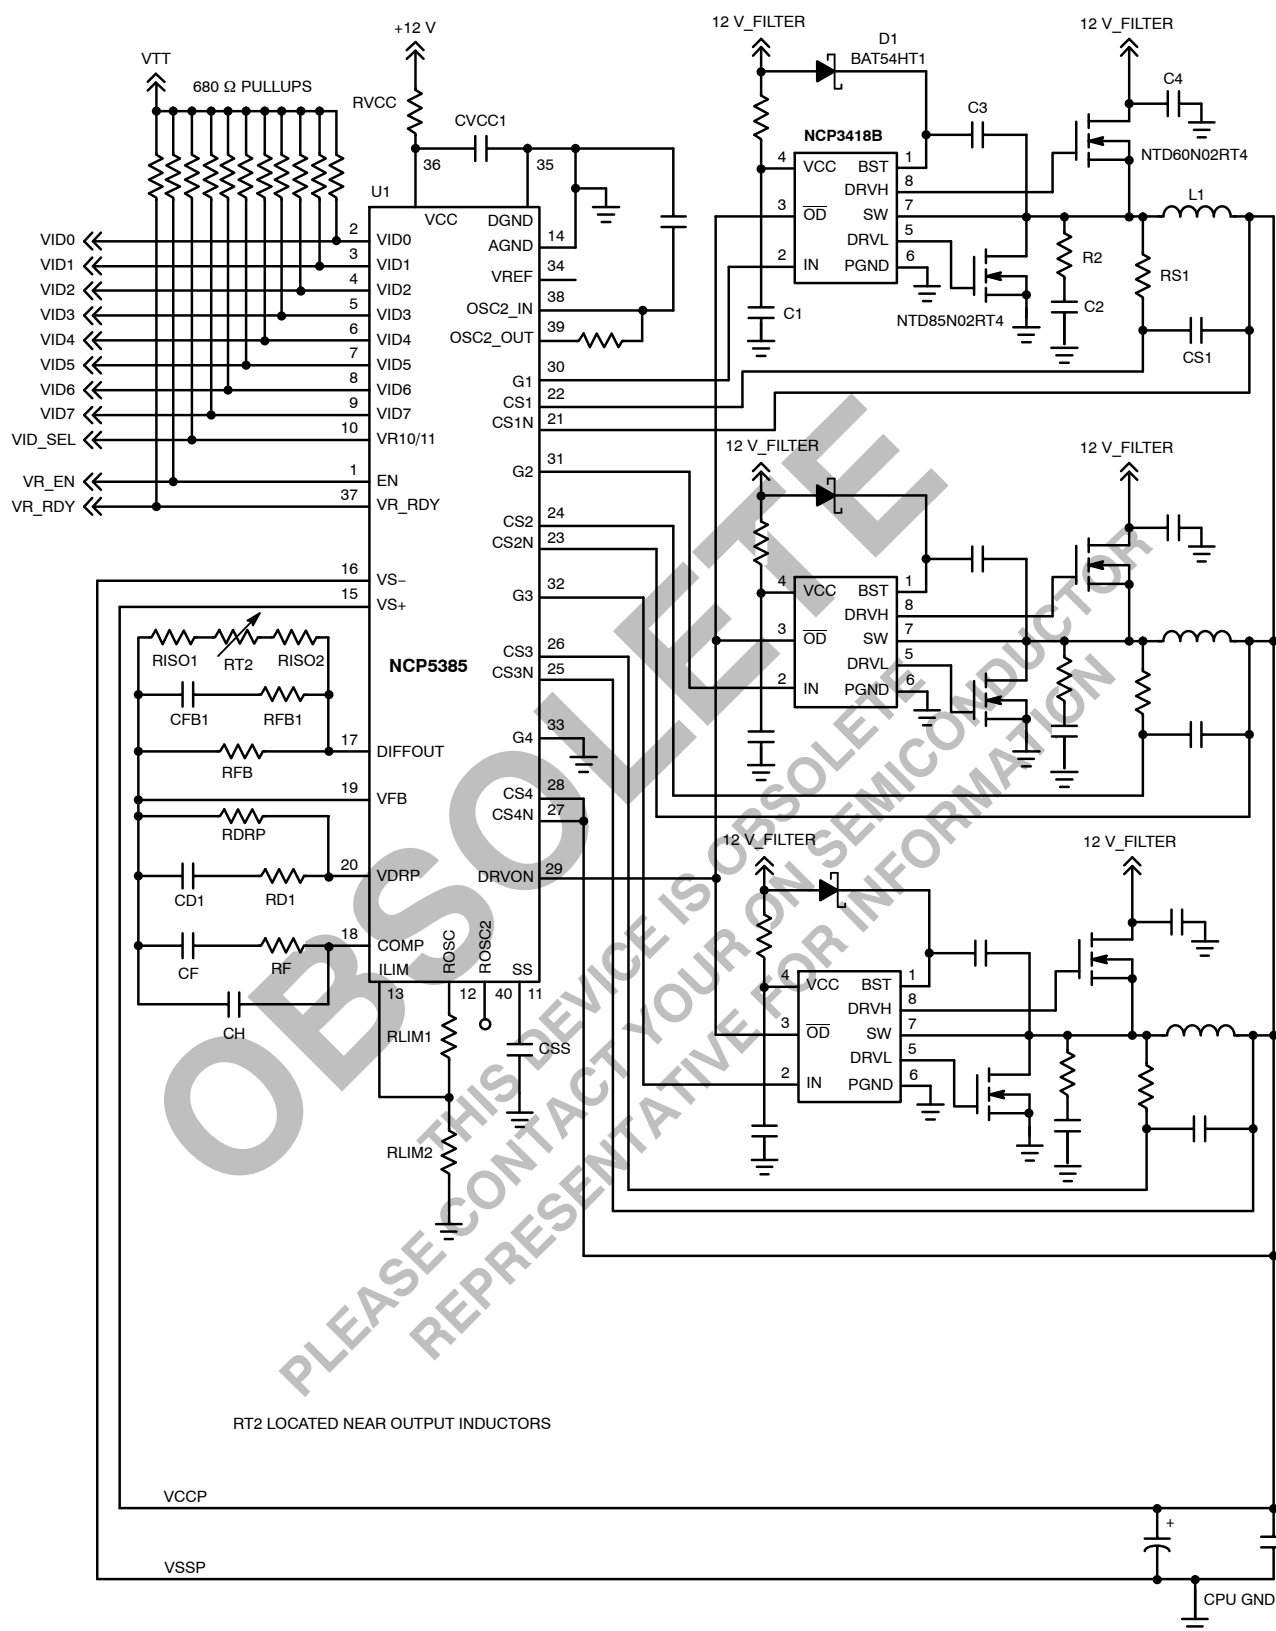 +12 V
12 V_FILTER
12 V_FILTER
D1
BAT54HT1
VTT
680 Ω PULLUPS
RVCC
CVCC1
C4
C3
NCP3418B
NTD60N02RT4
36
35
U1
VCC
DGND
4
VCC
BST
1
DRVH
8
3
OD
SW
7
L1
DRVL
5
2
IN
PGND
6
R2
RS1
C1
C2
NTD85N02RT4
CS1
VID0
2
VID0
AGND
14
VID1
3
VID1
VREF
34
VID2
4
VID2
OSC2_IN
38
VID3
5
VID3
OSC2_OUT
39
VID4
6
VID4
VID5
7
VID5
G1
30
VID6
8
VID6
CS1
22
VID7
9
VID7
CS1N
21
VID_SEL
10
VR10/11
VR_EN
1
EN
G2
31
VR_RDY
37
VR_RDY
CS2
24
CS2N
23
12 V_FILTER
12 V_FILTER
4
VCC
BST
1
DRVH
8
3
OD
SW
7
DRVL
5
2
IN
PGND
6
16
VS−
15
VS+
G3
32
RISO1
RT2
RISO2
NCP5385
CS3
26
CS3N
25
CFB1
RFB1
G4
33
17
DIFFOUT
RFB
19
VFB
CS4
28
CS4N
27
RDRP
20
VDRP
DRVON
29
CD1
RD1
18
COMP
CF
RF
ILIM
ROSC
ROSC2
SS
13
12
40
11
CH
RLIM1
CSS
RLIM2
12 V_FILTER
12 V_FILTER
4
VCC
BST
1
DRVH
8
3
OD
SW
7
DRVL
5
2
IN
PGND
6
OBSOLETE
THIS DEVICE IS OBSOLETE
PLEASE CONTACT YOUR ON SEMICONDUCTOR
REPRESENTATIVE FOR INFORMATION
RT2 LOCATED NEAR OUTPUT INDUCTORS
VCCP
+
VSSP
CPU GND